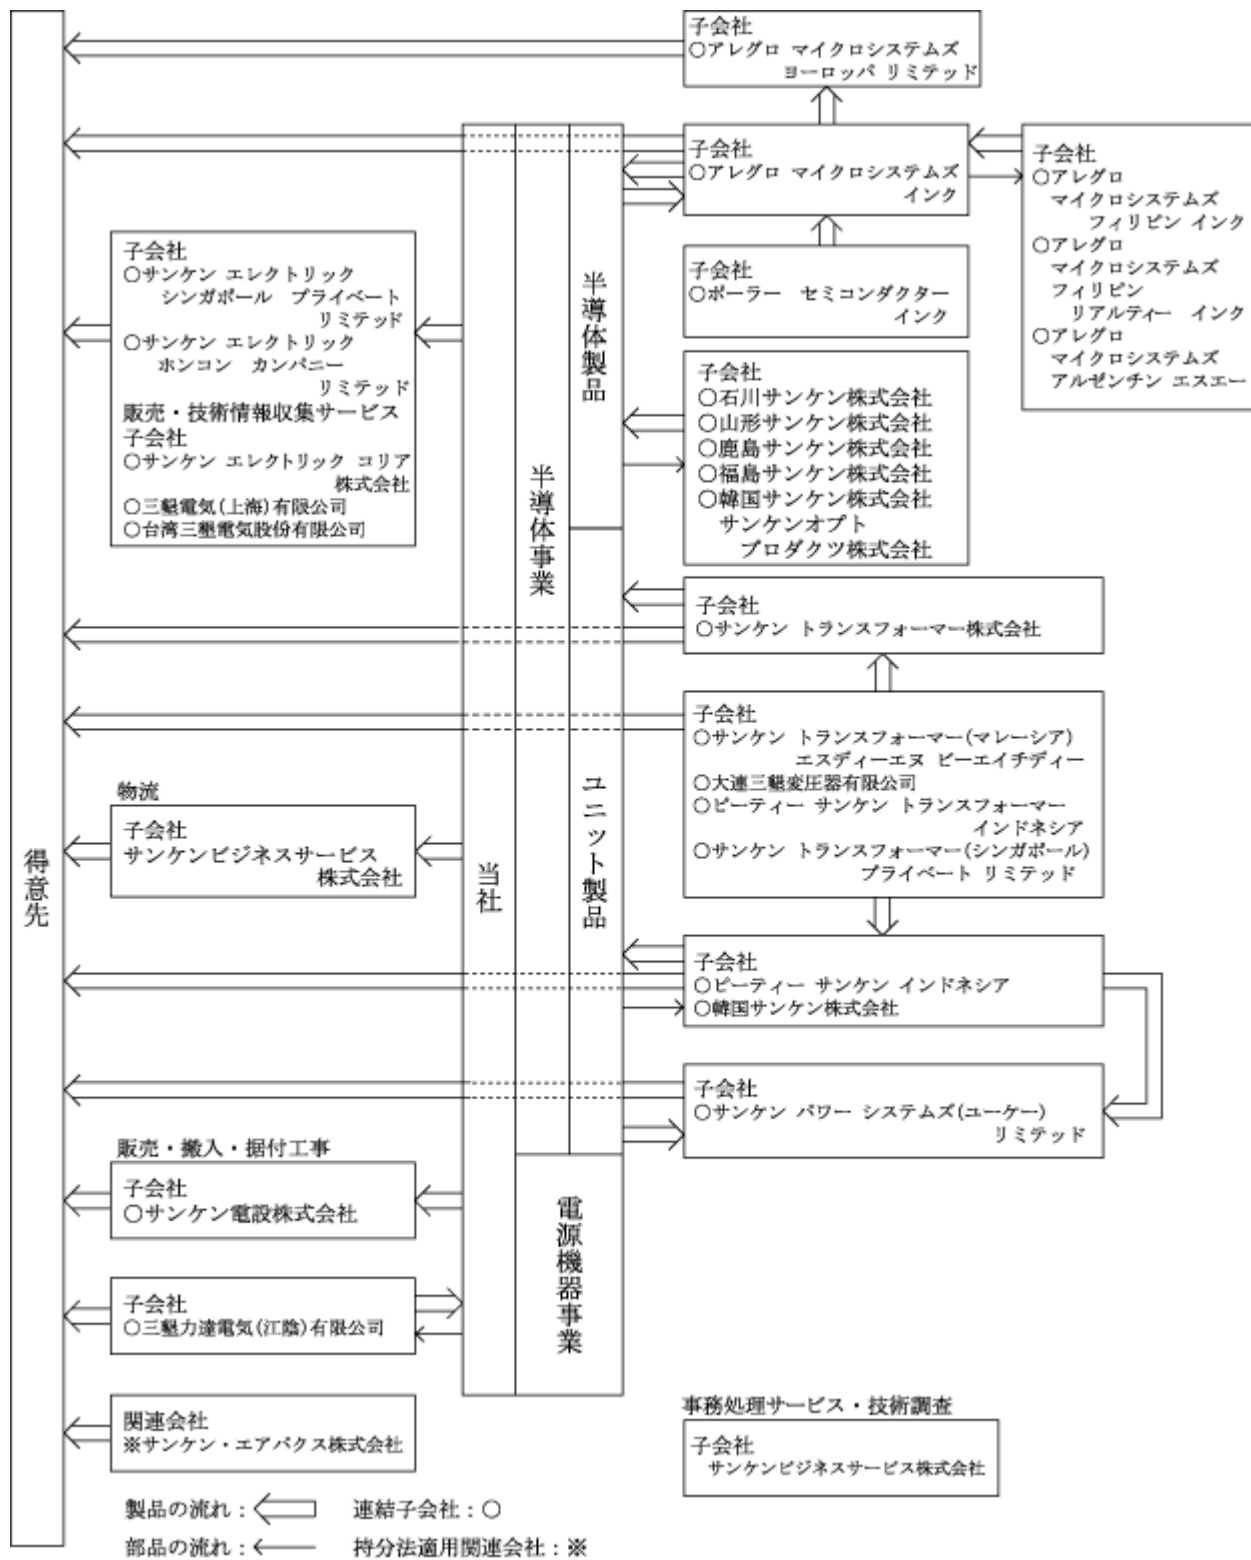 子会社
○アレグロ マイクロシステムズ
ヨーロッパ リミテッド
子会社
○アレグロ マイクロシステムズ
インク
子会社
○アレグロ
マイクロシステムズ
フィリピン インク
○アレグロ
マイクロシステムズ
フィリピン
リアルティー インク
○アレグロ
マイクロシステムズ
アルゼンチン エスエー
子会社
○ポーラー セミコンダクター
インク
子会社
○サンケン エレクトリック
シンガポール プライベート
リミテッド
○サンケン エレクトリック
ホンコン カンパニー
リミテッド
販売・技術情報収集サービス
子会社
○サンケン エレクトリック コリア
株式会社
○三墾電気(上海)有限公司
○台湾三墾電気股份有限公司
半導体製品
半導体事業
子会社
○石川サンケン株式会社
○山形サンケン株式会社
○鹿島サンケン株式会社
○福島サンケン株式会社
○韓国サンケン株式会社
サンケンオプト
プロダクツ株式会社
子会社
○サンケン トランスフォーマー株式会社
子会社
○サンケン トランスフォーマー(マレーシア)
エスディーエヌ ビーエイチディー
○大連三墾変圧器有限公司
○ピーティー サンケン トランスフォーマー
インドネシア
○サンケン トランスフォーマー(シンガポール)
プライベート リミテッド
物流
子会社
サンケンビジネスサービス
株式会社
得意先
当社
ユニット製品
子会社
○ピーティー サンケン インドネシア
○韓国サンケン株式会社
子会社
○サンケン パワー システムズ(ユーケー)
リミテッド
販売・搬入・据付工事
子会社
○サンケン電設株式会社
電源機器事業
子会社
○三墾力達電気(江陰)有限公司
関連会社
※サンケン・エアパクス株式会社
事務処理サービス・技術調査
子会社
サンケンビジネスサービス株式会社
製品の流れ： 連結子会社：○
部品の流れ： 持分法適用関連会社：※